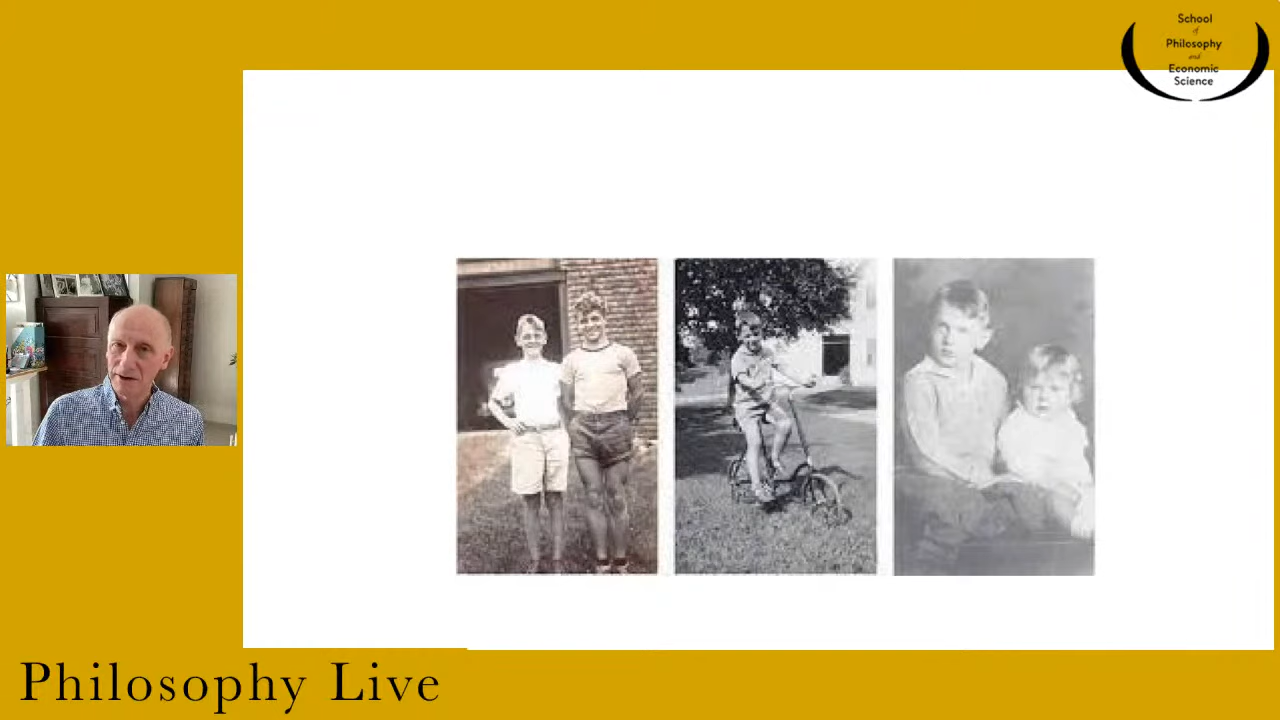 School
of
Philosophy
and
Economic
Science
Philosophy Live